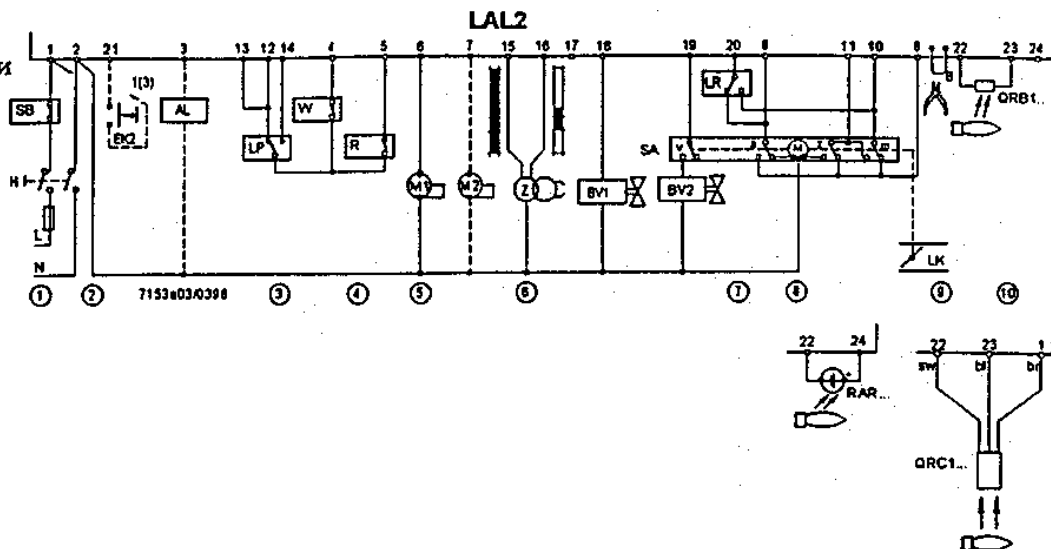 LAL2
1 2 21 3 13 12 14 4 5 6 7 15 16 17 18 19 20 8 11 10 8 22 23 24
1(3)
SB EK2 AL LP W R LR QRB1...
SA V M
H M1 M2 Z BV1 BV2
L
N LK
1 2 7153a03/0398 3 4 5 6 7 8 9 10
22 24
RAR...
22 23 1
sw bl br
QRC1...